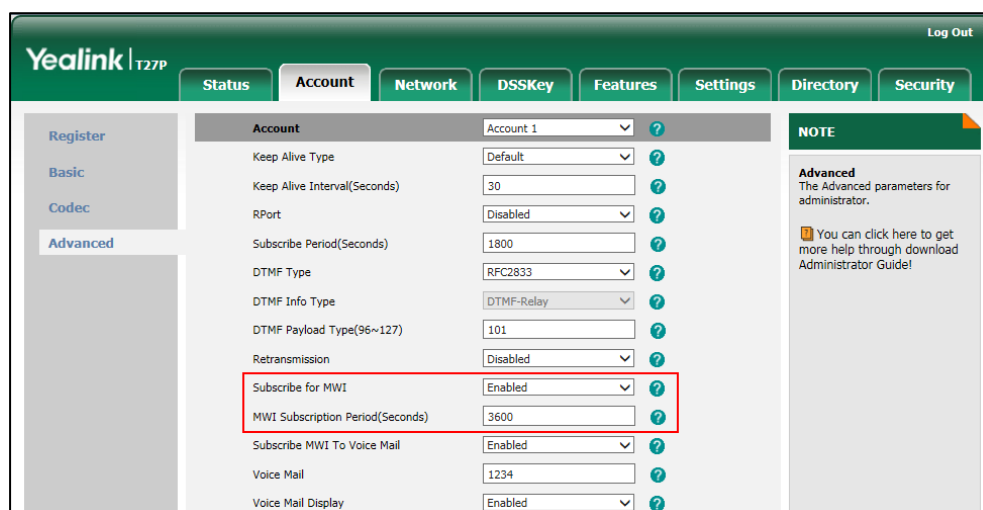 Log Out
Yealink | T27P
Status Account Network DSSKey Features Settings Directory Security
Register
Basic
Codec
Advanced
Account Account 1
Keep Alive Type Default
Keep Alive Interval(Seconds) 30
RPort Disabled
Subscribe Period(Seconds) 1800
DTMF Type RFC2833
DTMF Info Type DTMF-Relay
DTMF Payload Type(96~127) 101
Retransmission Disabled
Subscribe for MWI Enabled
MWI Subscription Period(Seconds) 3600
Subscribe MWI To Voice Mail Enabled
Voice Mail 1234
Voice Mail Display Enabled
NOTE
Advanced
The Advanced parameters for
administrator.
You can click here to get
more help through download
Administrator Guide!